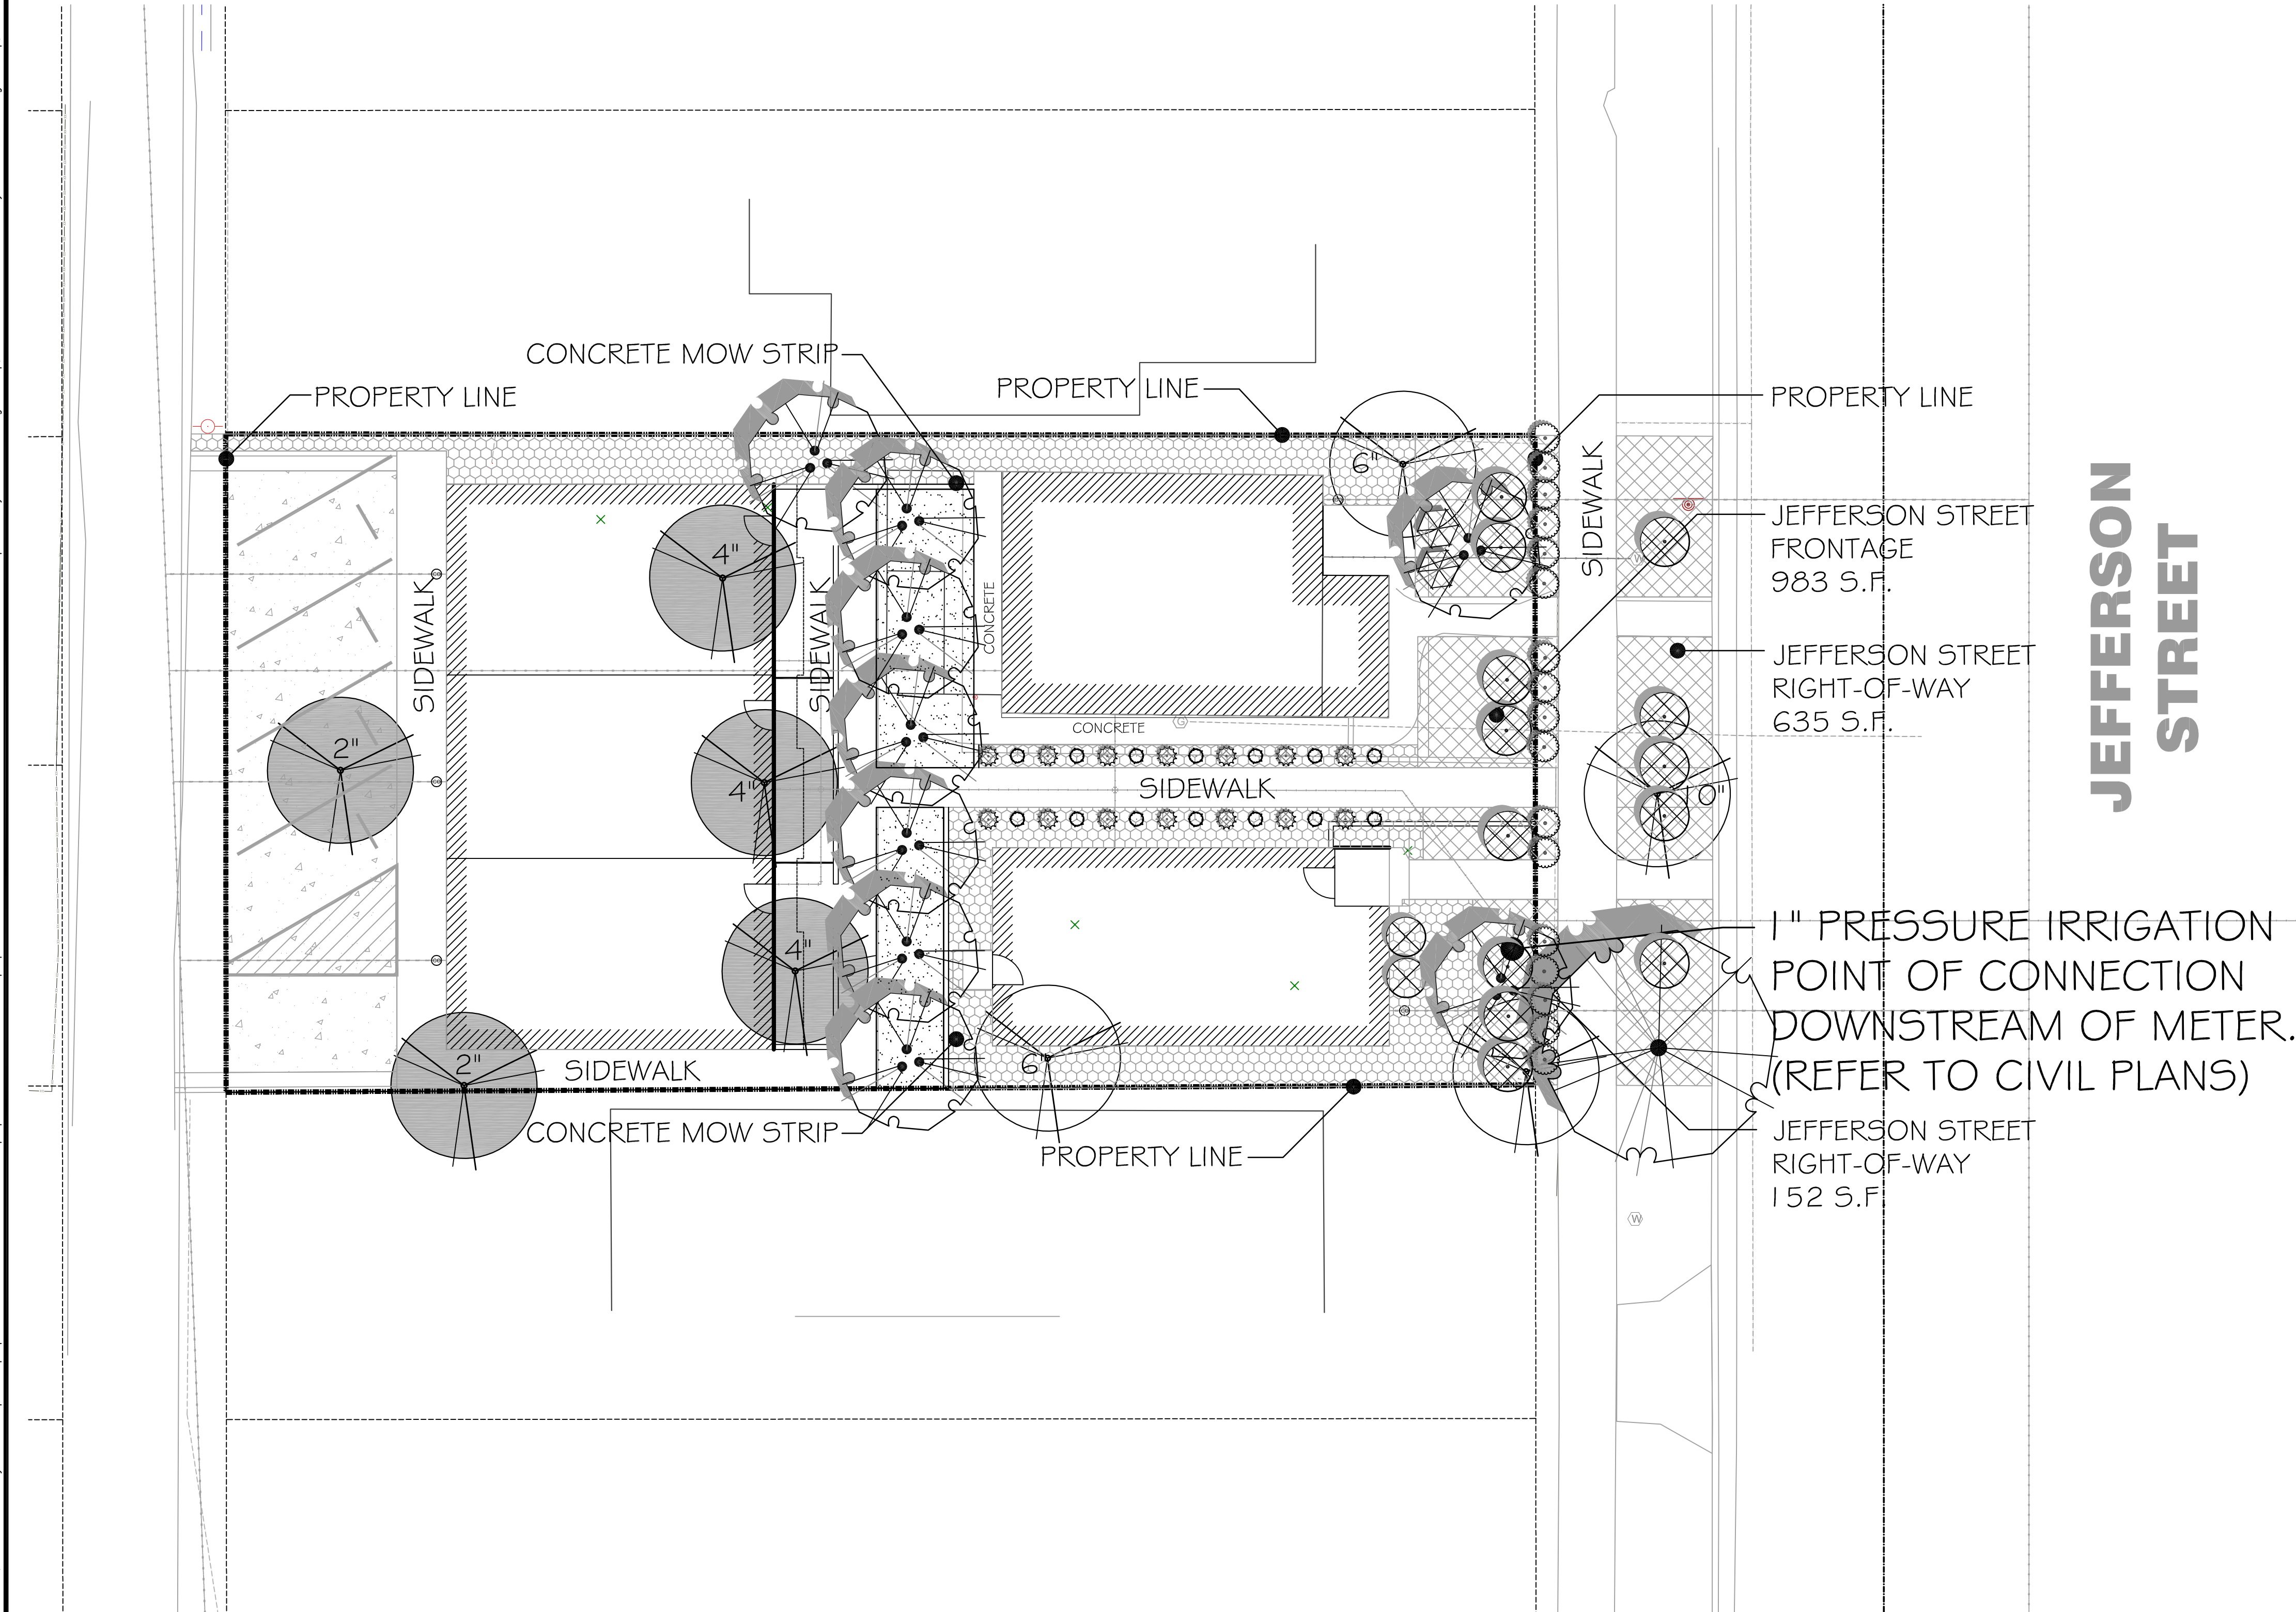 CONCRETE MOW STRIP
PROPERTY LINE
PROPERTY LINE
PROPERTY LINE
SIDEWALK
6"
JEFFERSON STREET
FRONTAGE
983 S.F.
JEFFERSON
STREET
4"
SIDEWALK
SIDEWALK
CONCRETE
W
JEFFERSON STREET
RIGHT-OF-WAY
635 S.F.
G
CONCRETE
2"
4"
SIDEWALK
0"
4"
1" PRESSURE IRRIGATION
POINT OF CONNECTION
DOWNSTREAM OF METER.
(REFER TO CIVIL PLANS)
2"
SIDEWALK
6"
CONCRETE MOW STRIP
PROPERTY LINE
JEFFERSON STREET
RIGHT-OF-WAY
152 S.F.
W